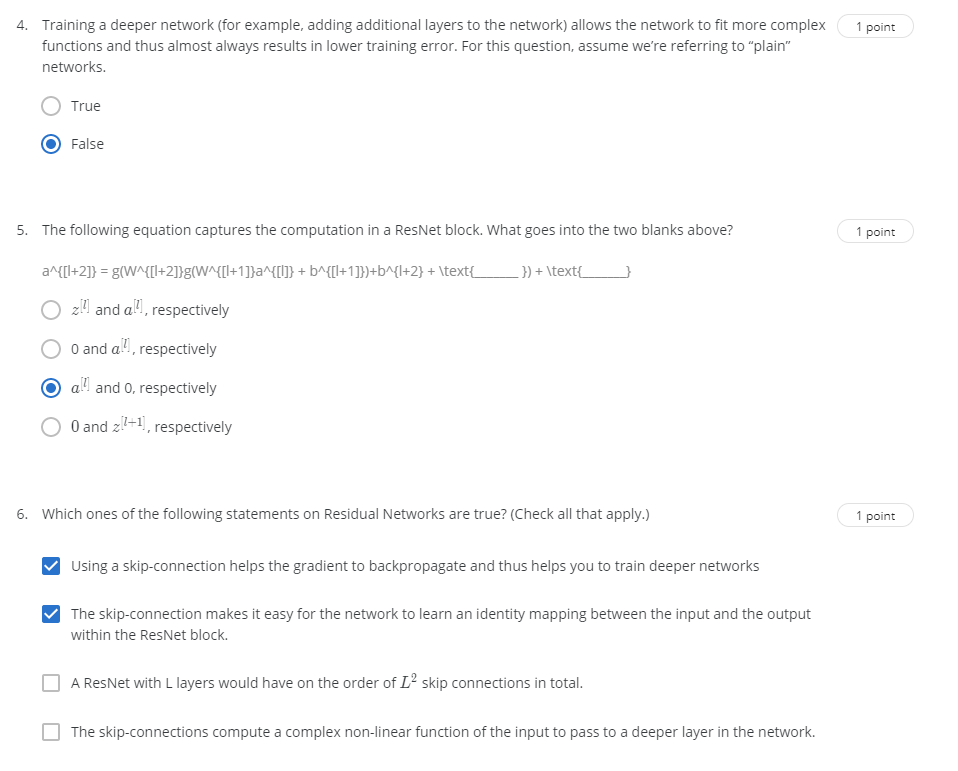 4. Training a deeper network (for example, adding additional layers to the network) allows the network to fit more complex 1 point
functions and thus almost always results in lower training error. For this question, assume we’re referring to “plain”
networks.
True
False
5. The following equation captures the computation in a ResNet block. What goes into the two blanks above? 1 point
a^{[l+2]} = g(W^{[l+2]}g(W^{[l+1]}a^{[l]} + b^{[l+1]})+b^{l+2} + \text{_______ }) + \text{_______}
z[l] and a[l], respectively
0 and a[l], respectively
a[l] and 0, respectively
0 and z[l+1], respectively
6. Which ones of the following statements on Residual Networks are true? (Check all that apply.) 1 point
Using a skip-connection helps the gradient to backpropagate and thus helps you to train deeper networks
The skip-connection makes it easy for the network to learn an identity mapping between the input and the output
within the ResNet block.
A ResNet with L layers would have on the order of L² skip connections in total.
The skip-connections compute a complex non-linear function of the input to pass to a deeper layer in the network.